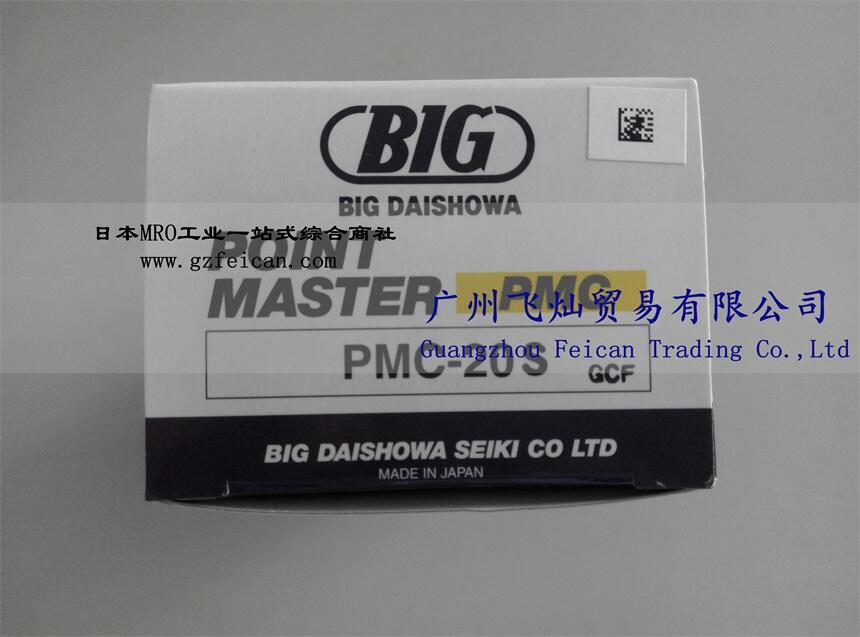 BIG
BIG DAISHOWA
日本MRO工业一站式综合商社
www.gzfeican.com
POINT
MASTER PMC
广州飞灿贸易有限公司
Guangzhou Feican Trading Co.,Ltd
PMC-20S
GCF
BIG DAISHOWA SEIKI CO LTD
MADE IN JAPAN